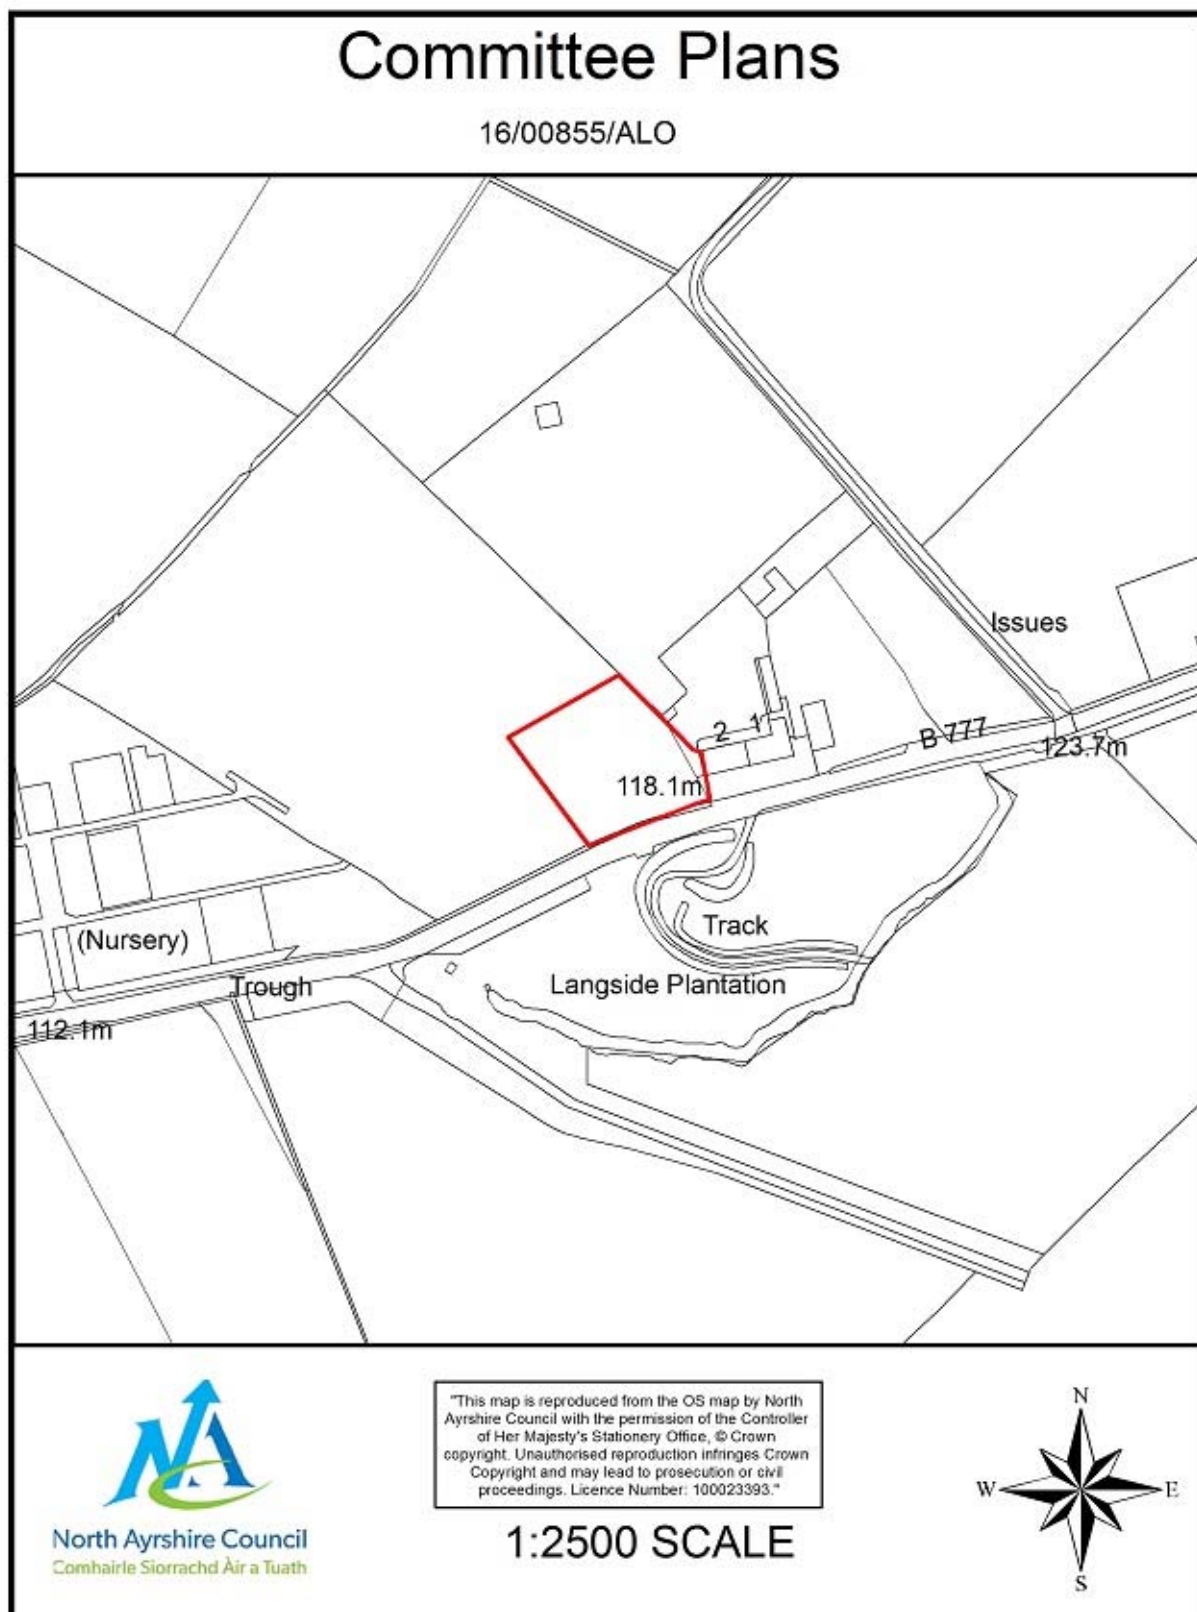 Committee Plans
16/00855/ALO
Issues
2
1
B 777
123.7m
118.1m
Track
(Nursery)
Langside Plantation
Trough
112.1m
North Ayrshire Council
Comhairle Siorrachd Àir a Tuath
"This map is reproduced from the OS map by North
Ayrshire Council with the permission of the Controller
of Her Majesty's Stationery Office, © Crown
copyright. Unauthorised reproduction infringes Crown
Copyright and may lead to prosecution or civil
proceedings. Licence Number: 100023393."
1:2500 SCALE
N
W
E
S